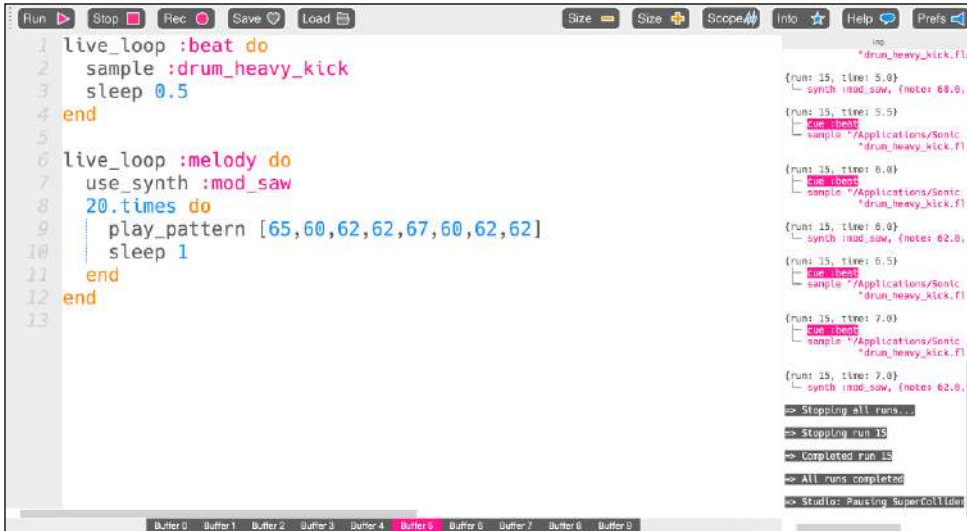 Run Stop Rec Save Load Size Size Scope Info Help Prefs
1 live_loop :beat do
2 sample :drum_heavy_kick
3 sleep 0.5
4 end
5
6 live_loop :melody do
7 use_synth :mod_saw
8 20.times do
9 play_pattern [65,60,62,62,67,60,62,62]
10 sleep 1
11 end
12 end
13
"drum_heavy_kick.fl
{run: 15, time: 5.0}
synth :mod_saw, {note: 60.0,
{run: 15, time: 5.5}
cue :beat
sample "/Applications/Sonic
"drum_heavy_kick.fl
{run: 15, time: 6.0}
cue :beat
sample "/Applications/Sonic
"drum_heavy_kick.fl
{run: 15, time: 6.0}
synth :mod_saw, {note: 62.0,
{run: 15, time: 6.5}
cue :beat
sample "/Applications/Sonic
"drum_heavy_kick.fl
{run: 15, time: 7.0}
cue :beat
sample "/Applications/Sonic
"drum_heavy_kick.fl
{run: 15, time: 7.0}
synth :mod_saw, {note: 62.0,
=> Stopping all runs...
=> Stopping run 15
=> Completed run 15
=> All runs completed
=> Studio: Pausing SuperCollider
Buffer 0 Buffer 1 Buffer 2 Buffer 3 Buffer 4 Buffer 5 Buffer 6 Buffer 7 Buffer 8 Buffer 9